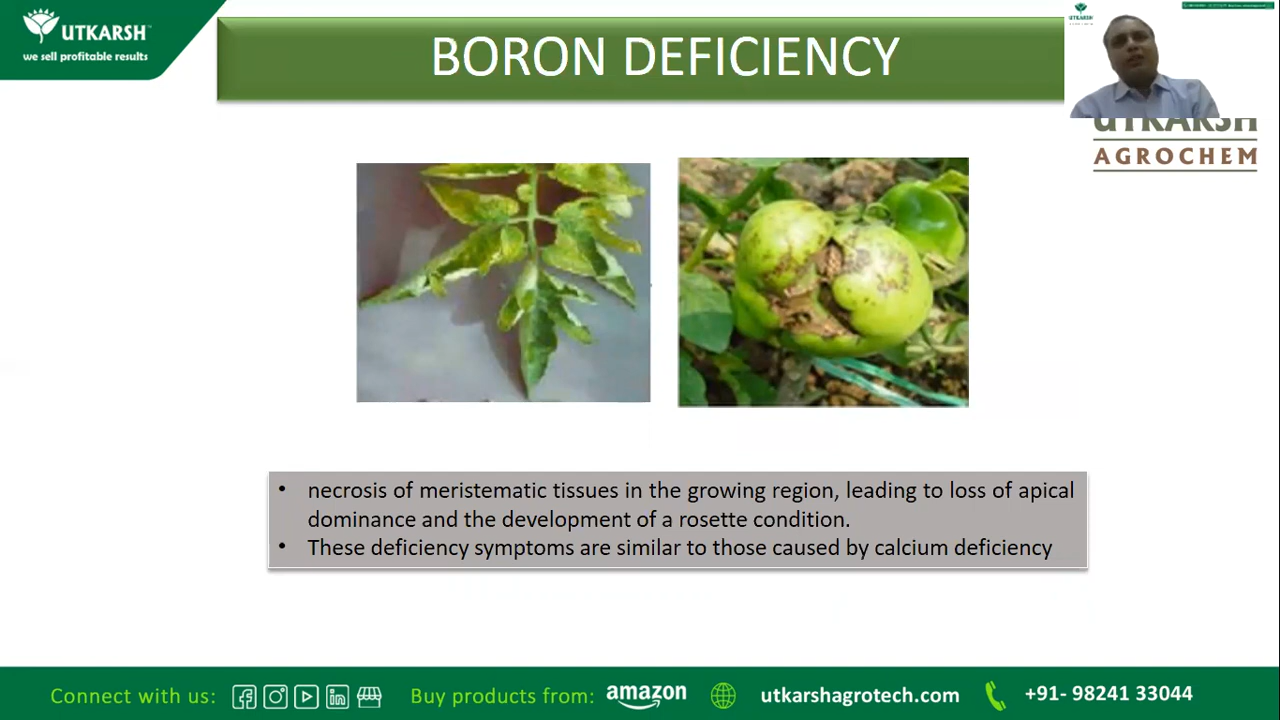 UTKARSH
we sell profitable results
BORON DEFICIENCY
UTKARSH
UTKARSH
AGROCHEM
• necrosis of meristematic tissues in the growing region, leading to loss of apical
dominance and the development of a rosette condition.
• These deficiency symptoms are similar to those caused by calcium deficiency
Connect with us:
Buy products from: amazon
utkarshagrotech.com
+91- 98241 33044